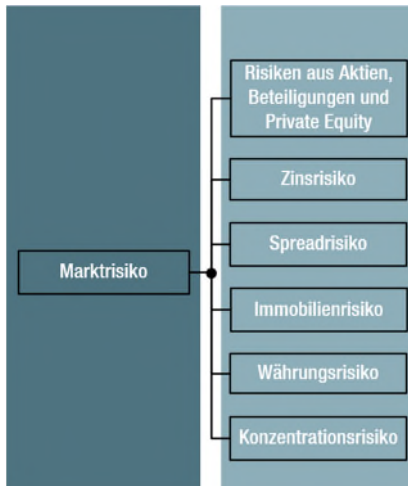 Marktrisiko
Risiken aus Aktien,
Beteiligungen und
Private Equity
Zinsrisiko
Spreadrisiko
Immobilienrisiko
Währungsrisiko
Konzentrationsrisiko